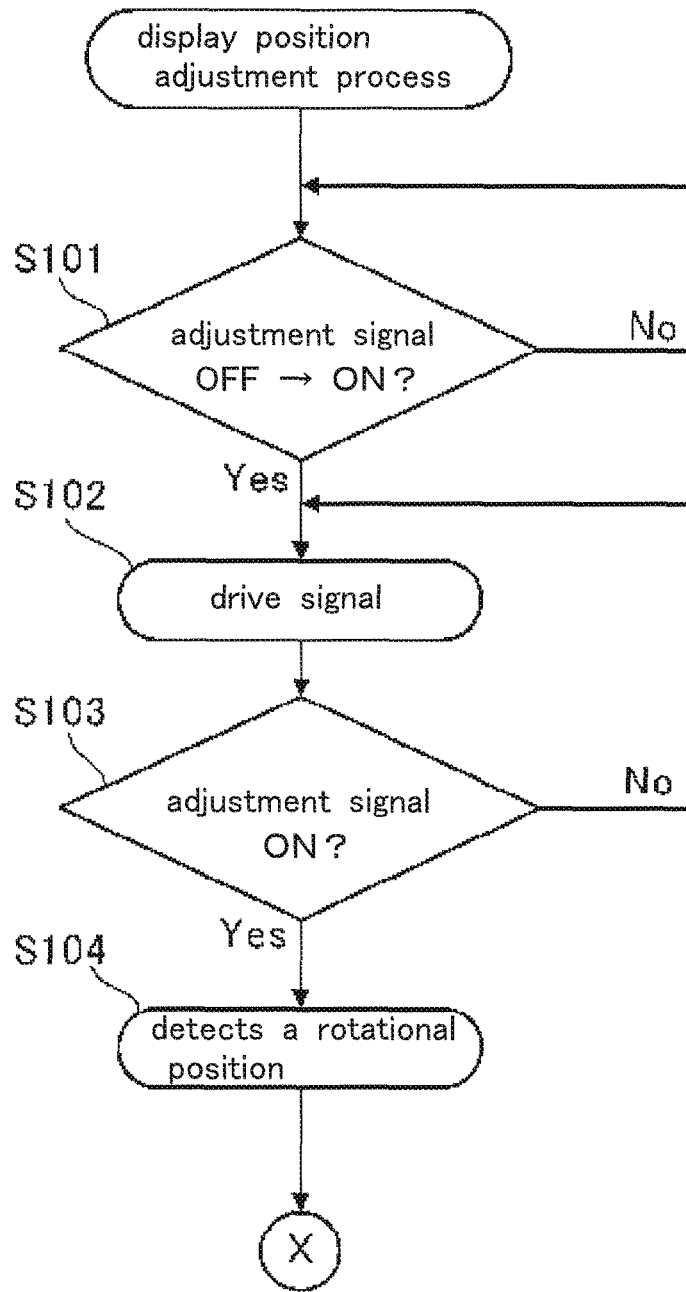 display position
adjustment process
S101
adjustment signal
OFF → ON?
No
Yes
S102
drive signal
S103
adjustment signal
ON?
No
Yes
S104
detects a rotational
position
X